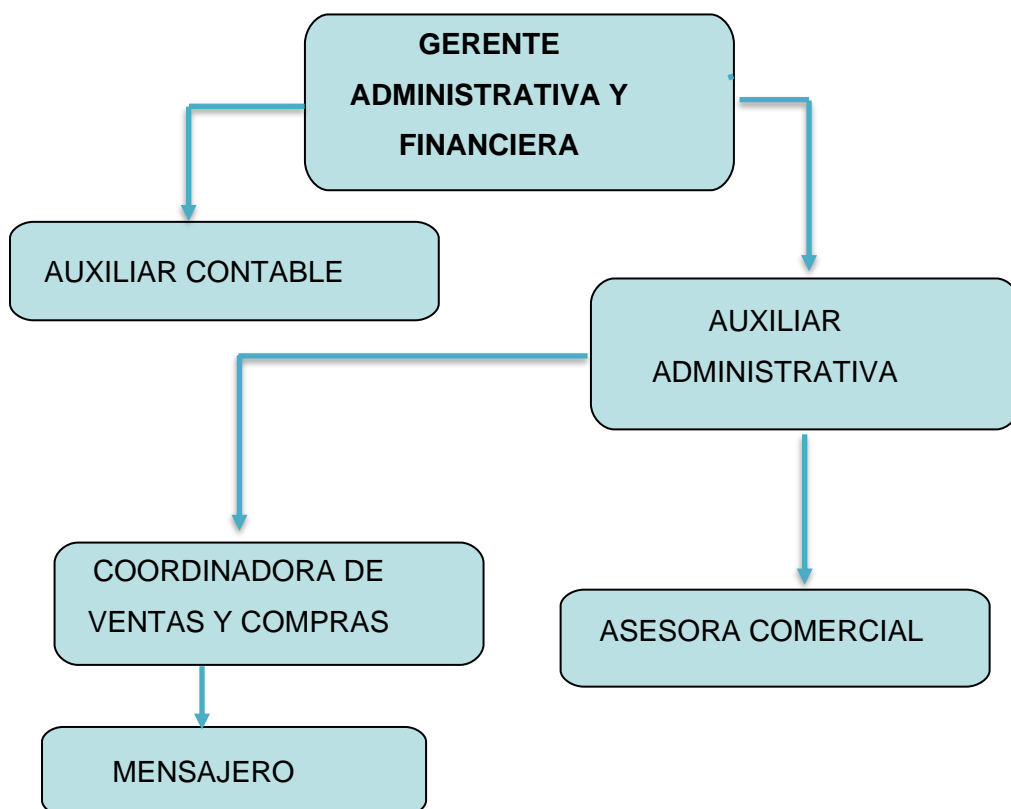 GERENTE
ADMINISTRATIVA Y
FINANCIERA
AUXILIAR CONTABLE
AUXILIAR
ADMINISTRATIVA
COORDINADORA DE
VENTAS Y COMPRAS
ASESORA COMERCIAL
MENSAJERO